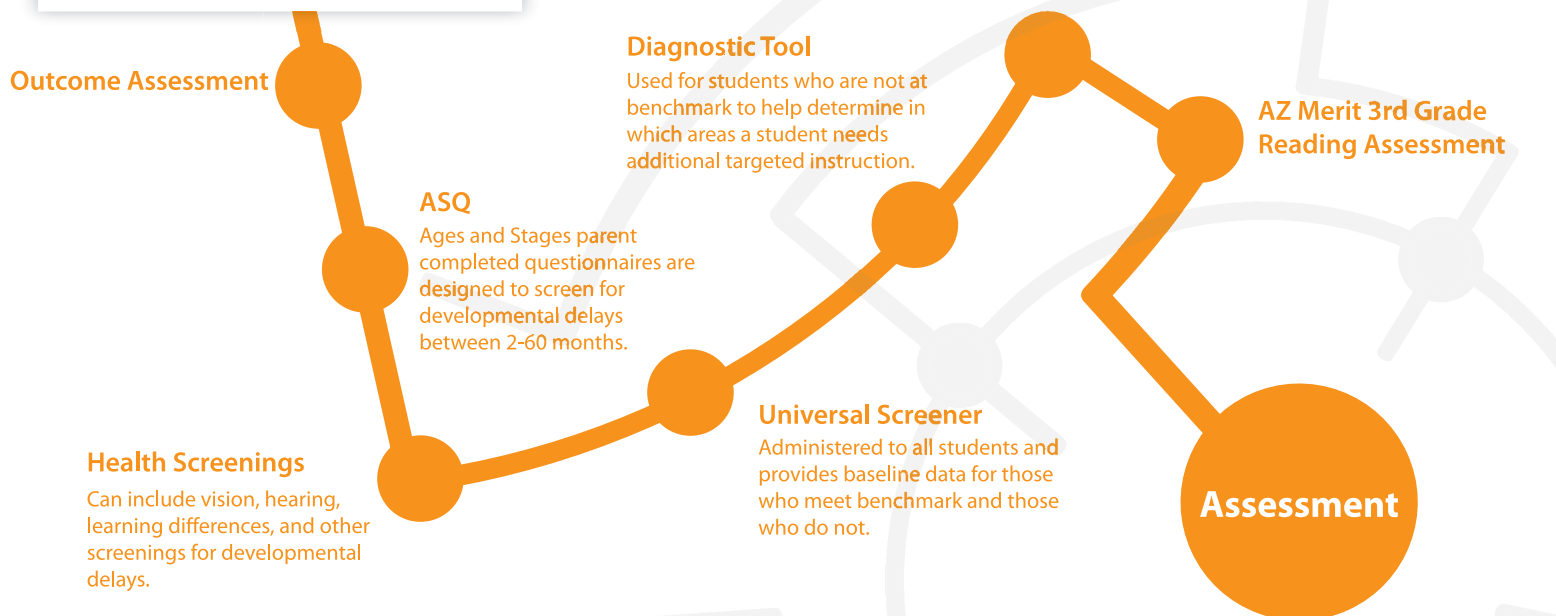 Outcome Assessment
ASQ
Ages and Stages parent
completed questionnaires are
designed to screen for
developmental delays
between 2-60 months.
Health Screenings
Can include vision, hearing,
learning differences, and other
screenings for developmental
delays.
Diagnostic Tool
Used for students who are not at
benchmark to help determine in
which areas a student needs
additional targeted instruction.
Universal Screener
Administered to all students and
provides baseline data for those
who meet benchmark and those
who do not.
AZ Merit 3rd Grade
Reading Assessment
Assessment